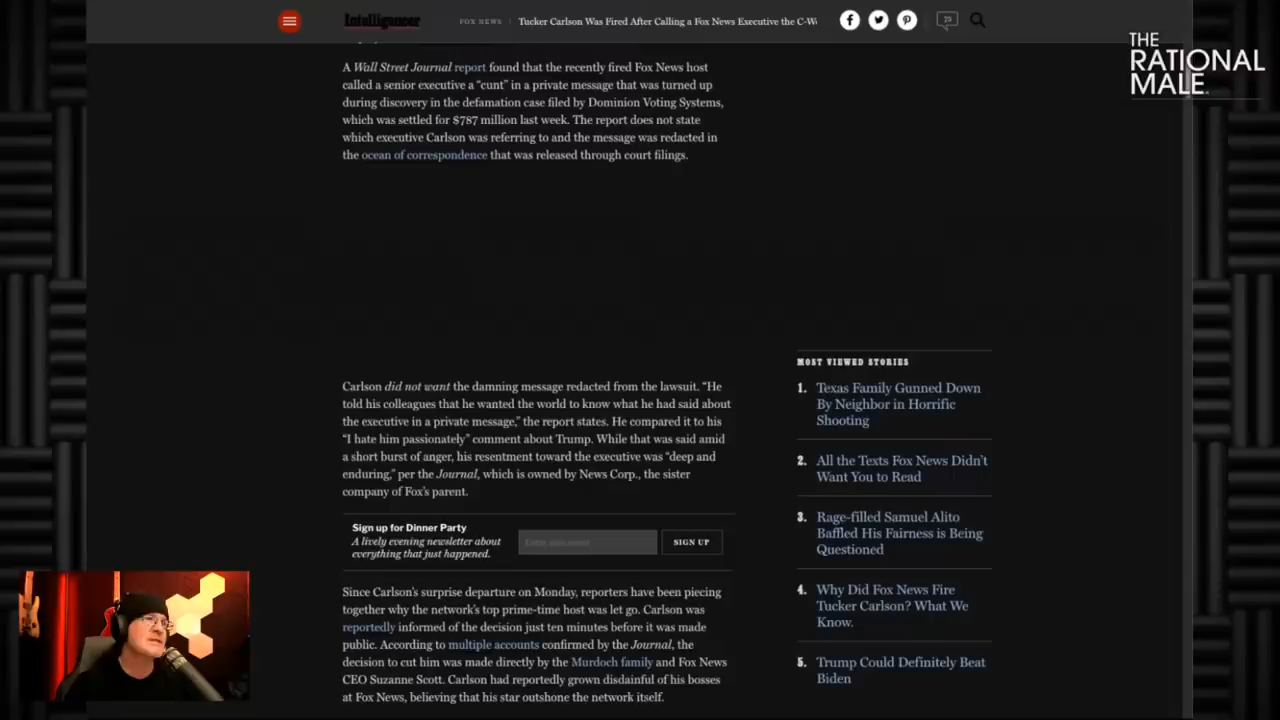 Intelligencer
FOX NEWS
Tucker Carlson Was Fired After Calling a Fox News Executive the C-W
25
THE
RATIONAL
MALE
A Wall Street Journal report found that the recently fired Fox News host
called a senior executive a “cunt” in a private message that was turned up
during discovery in the defamation case filed by Dominion Voting Systems,
which was settled for $787 million last week. The report does not state
which executive Carlson was referring to and the message was redacted in
the ocean of correspondence that was released through court filings.
Carlson did not want the damning message redacted from the lawsuit. “He
told his colleagues that he wanted the world to know what he had said about
the executive in a private message,” the report states. He compared it to his
“I hate him passionately” comment about Trump. While that was said amid
a short burst of anger, his resentment toward the executive was “deep and
enduring,” per the Journal, which is owned by News Corp., the sister
company of Fox’s parent.
Sign up for Dinner Party
A lively evening newsletter about
everything that just happened.
SIGN UP
Since Carlson’s surprise departure on Monday, reporters have been piecing
together why the network’s top prime-time host was let go. Carlson was
reportedly informed of the decision just ten minutes before it was made
public. According to multiple accounts confirmed by the Journal, the
decision to cut him was made directly by the Murdoch family and Fox News
CEO Suzanne Scott. Carlson had reportedly grown disdainful of his bosses
at Fox News, believing that his star outshone the network itself.
MOST VIEWED STORIES
1. Texas Family Gunned Down
By Neighbor in Horrific
Shooting
2. All the Texts Fox News Didn’t
Want You to Read
3. Rage-filled Samuel Alito
Baffled His Fairness is Being
Questioned
4. Why Did Fox News Fire
Tucker Carlson? What We
Know.
5. Trump Could Definitely Beat
Biden